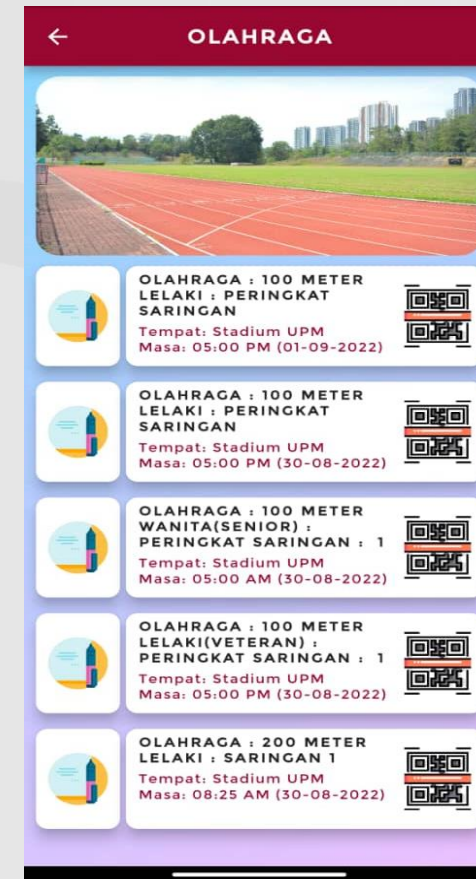 OLAHRAGA
OLAHRAGA : 100 METER
LELAKI : PERINGKAT
SARINGAN
Tempat: Stadium UPM
Masa: 05:00 PM (01-09-2022)
OLAHRAGA : 100 METER
LELAKI : PERINGKAT
SARINGAN
Tempat: Stadium UPM
Masa: 05:00 PM (30-08-2022)
OLAHRAGA : 100 METER
WANITA(SENIOR) :
PERINGKAT SARINGAN : 1
Tempat: Stadium UPM
Masa: 05:00 AM (30-08-2022)
OLAHRAGA : 100 METER
LELAKI(VETERAN) :
PERINGKAT SARINGAN : 1
Tempat: Stadium UPM
Masa: 05:00 PM (30-08-2022)
OLAHRAGA : 200 METER
LELAKI : SARINGAN 1
Tempat: Stadium UPM
Masa: 08:25 AM (30-08-2022)